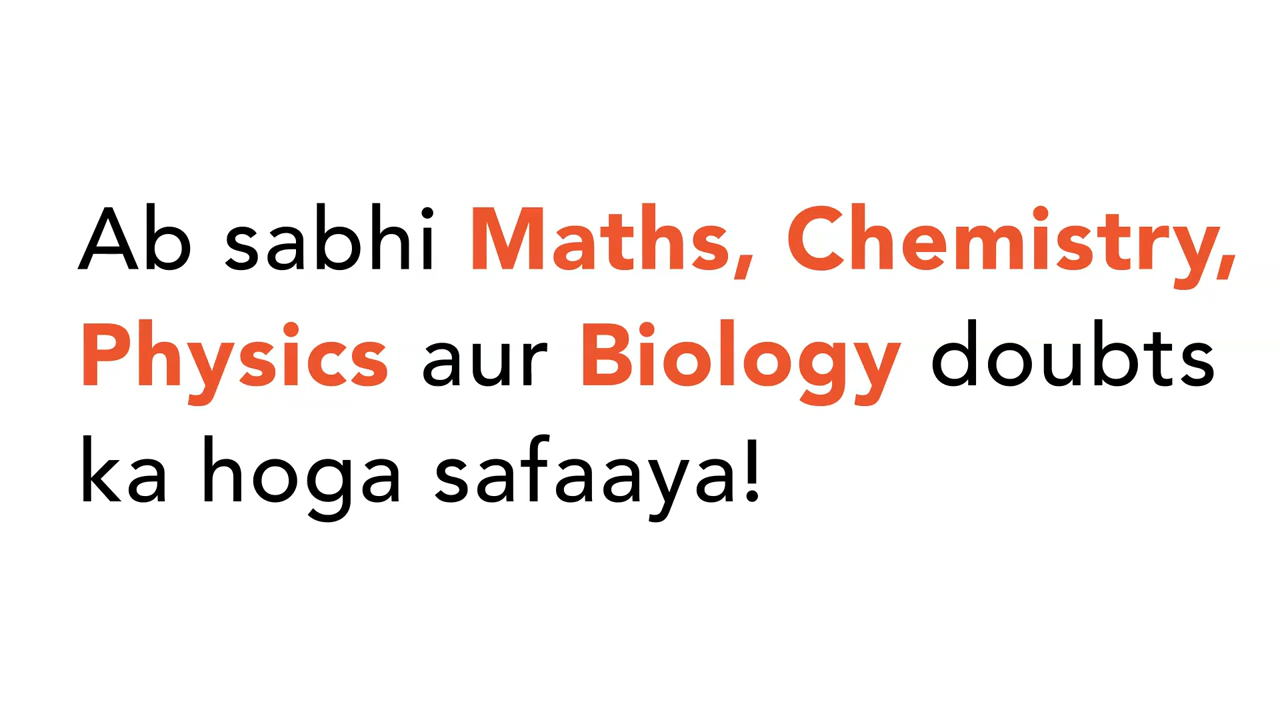 Ab sabhi Maths, Chemistry,
Physics aur Biology doubts
ka hoga safaaya!